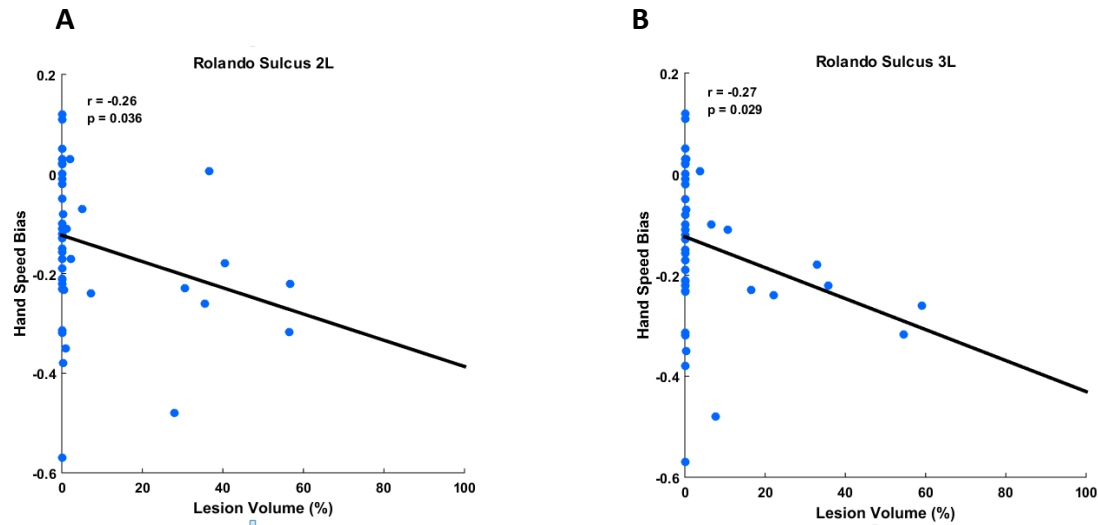 A
Rolando Sulcus 2L
r = -0.26
p = 0.036
0.2
0
-0.2
-0.4
-0.6
Hand Speed Bias
0 20 40 60 80 100
Lesion Volume (%)
B
Rolando Sulcus 3L
r = -0.27
p = 0.029
0.2
0
-0.2
-0.4
-0.6
Hand Speed Bias
0 20 40 60 80 100
Lesion Volume (%)